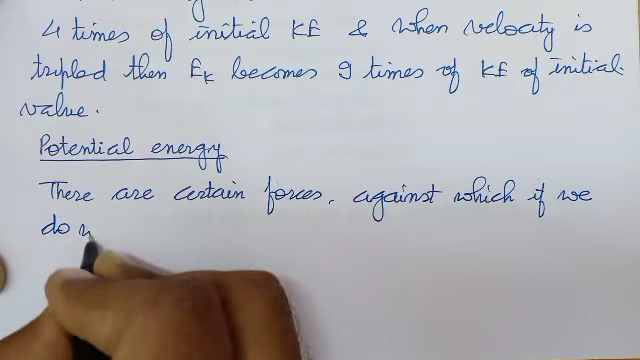 4 times of initial KE & when velocity is
tripled then Eₖ becomes 9 times of KE of initial
value.
Potential energy
There are certain forces, against which if we
do